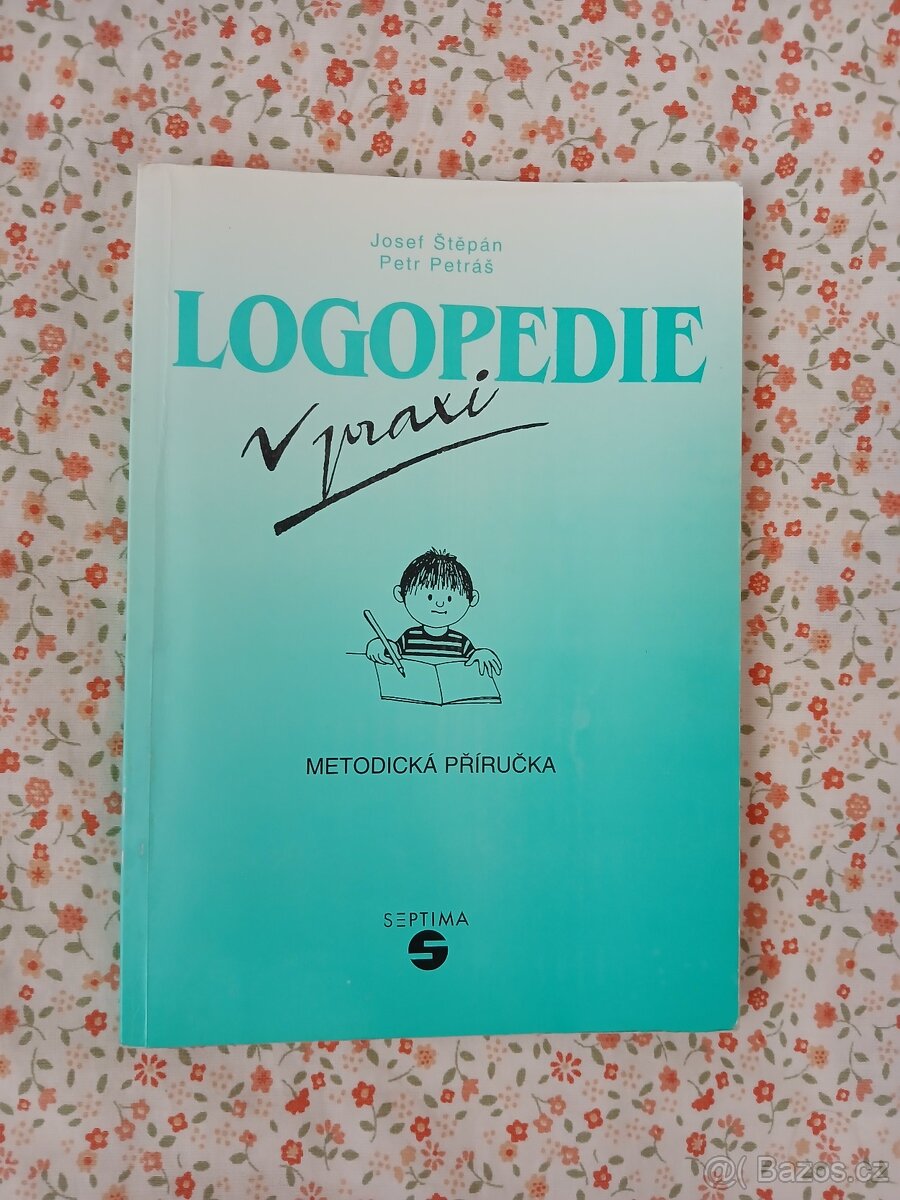 Josef Štěpán
Petr Petráš
LOGOPEDIE
v praxi
METODICKÁ PŘÍRUČKA
SEPTIMA
@ Bazos.cz